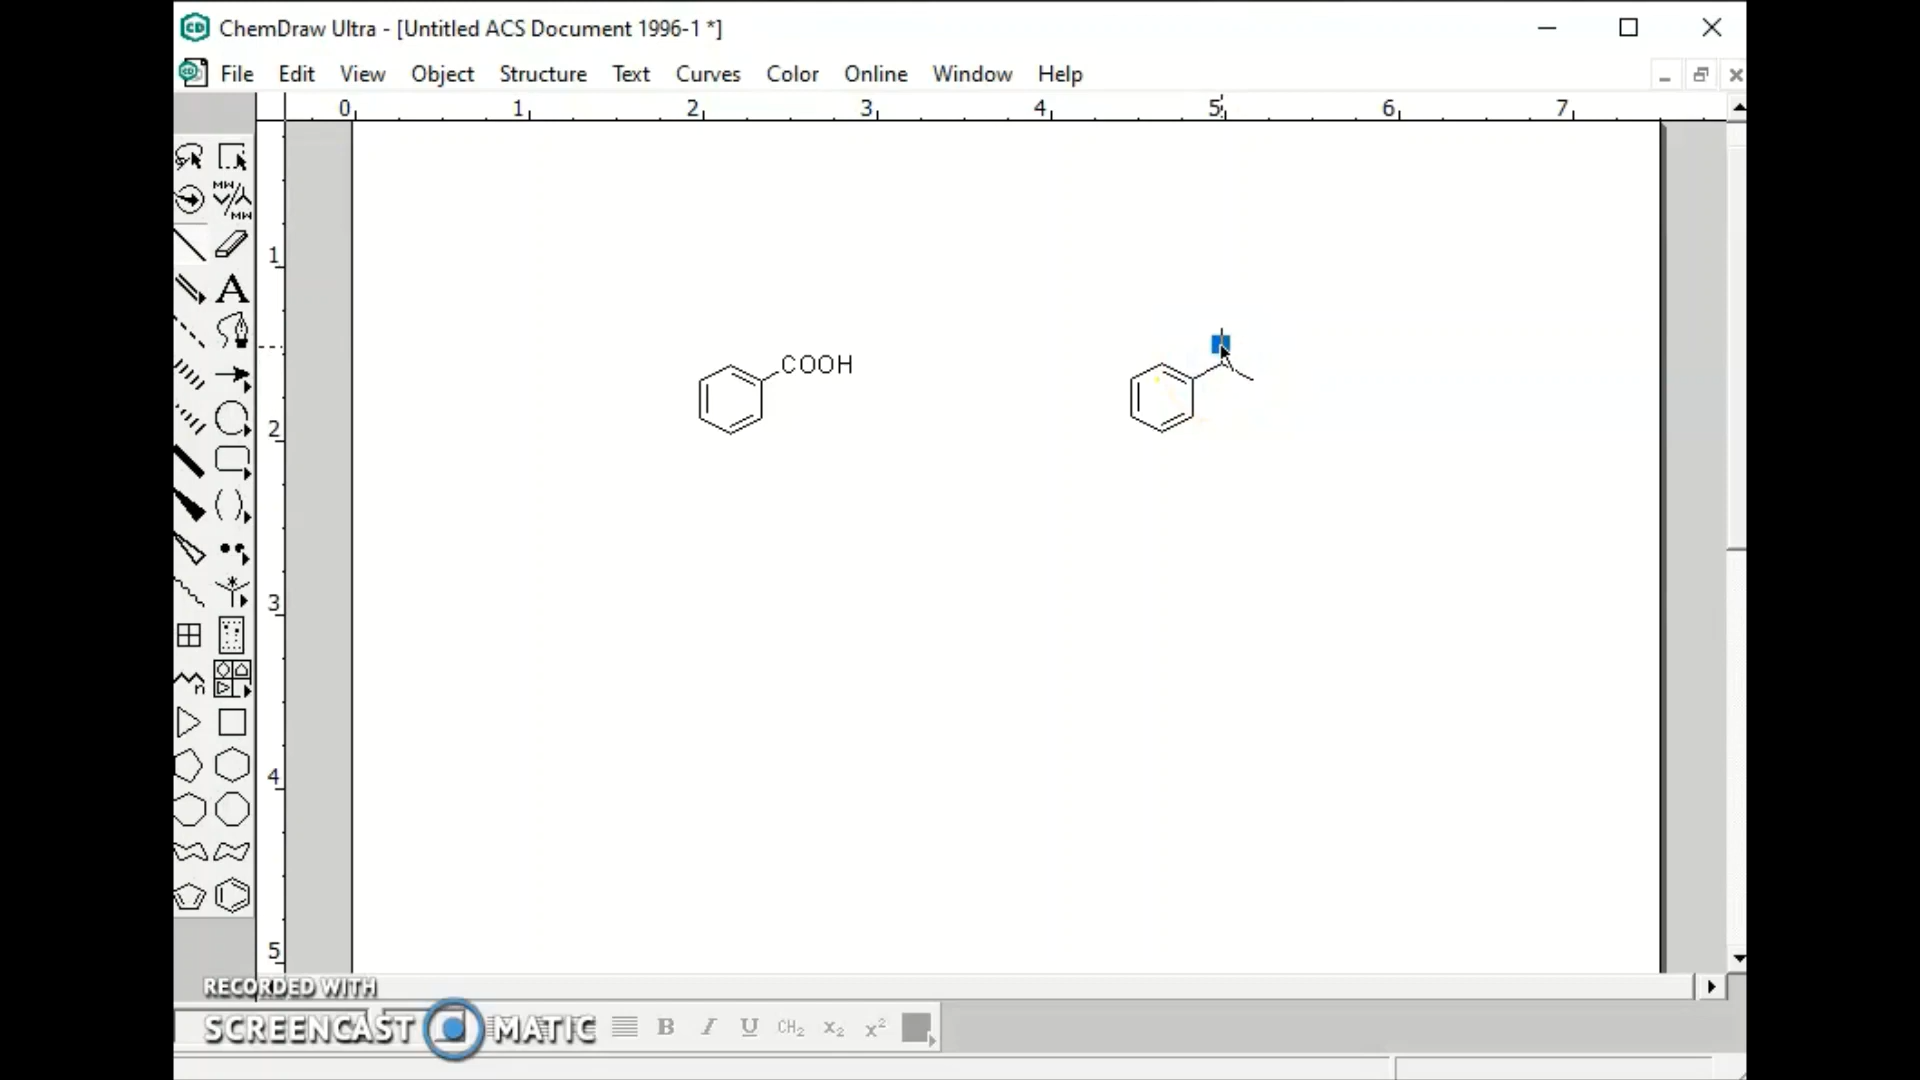 ChemDraw Ultra - [Untitled ACS Document 1996-1 *]
File Edit View Object Structure Text Curves Color Online Window Help
0 1 2 3 4 5 6 7
MW
MW
A
1
COOH
2
3
n
4
5
RECORDED WITH
SCREENCAST MATIC
B I U CH2 x2 x2